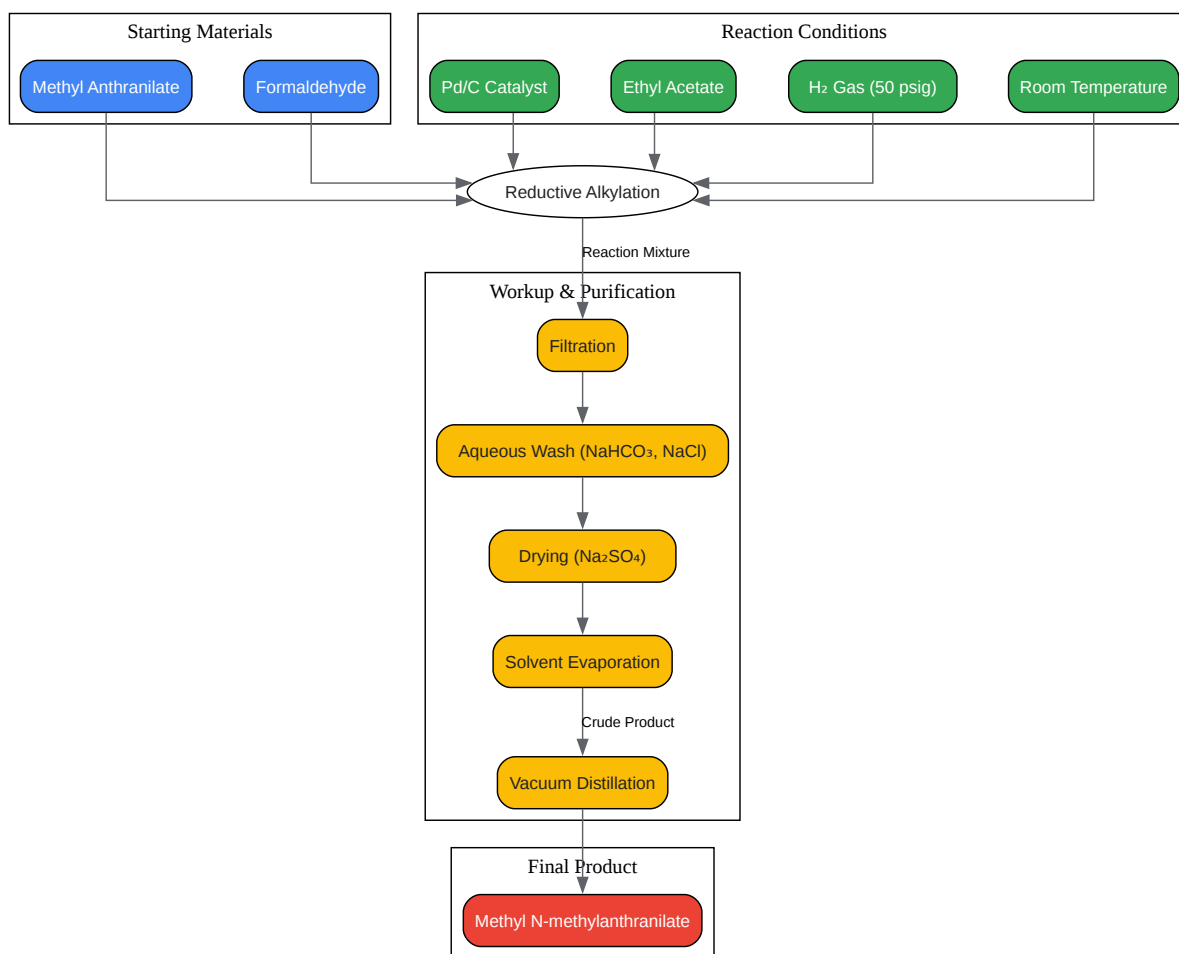 Starting Materials
Reaction Conditions
Methyl Anthranilate
Formaldehyde
Pd/C Catalyst
Ethyl Acetate
H₂ Gas (50 psig)
Room Temperature
Reductive Alkylation
Reaction Mixture
Workup & Purification
Filtration
Aqueous Wash (NaHCO₃, NaCl)
Drying (Na₂SO₄)
Solvent Evaporation
Crude Product
Vacuum Distillation
Final Product
Methyl N-methylanthranilate